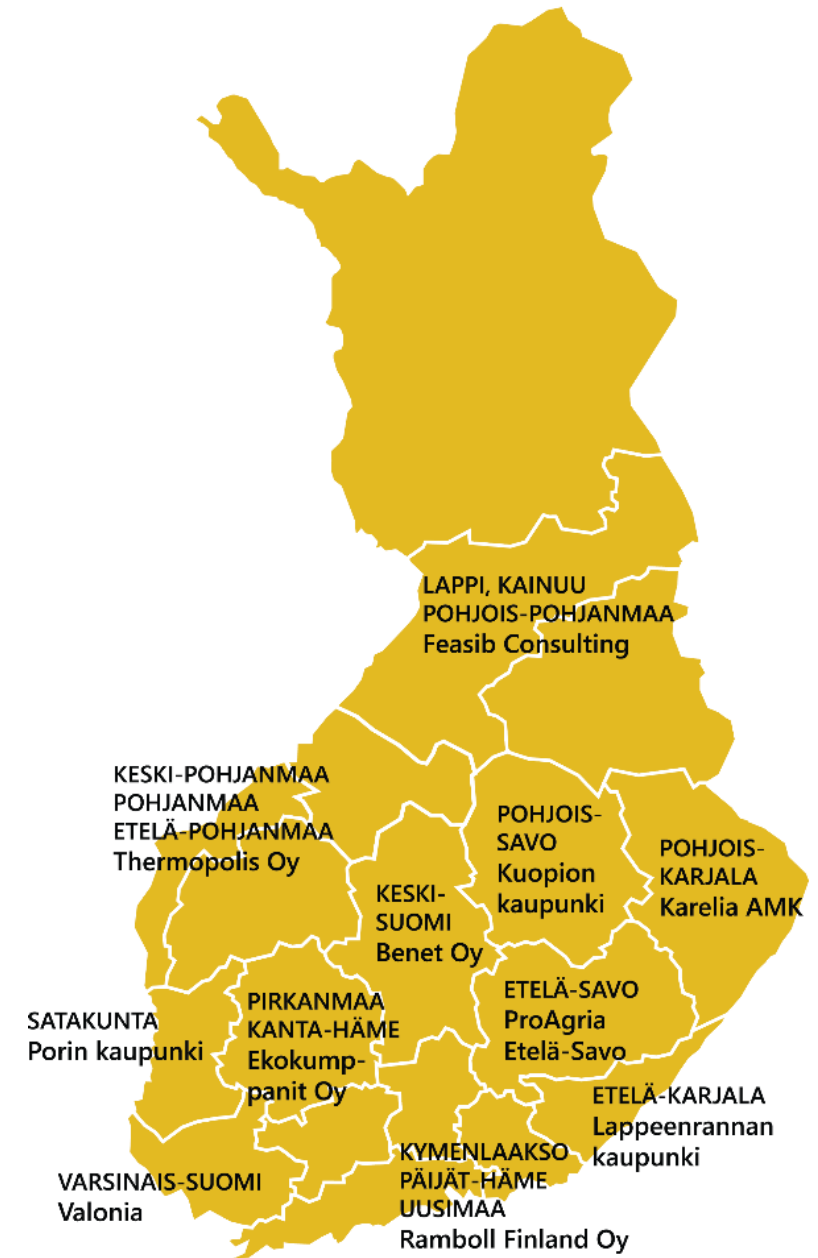 LAPPI, KAINUU
POHJOIS-POHJANMAA
Feasib Consulting
KESKI-POHJANMAA
POHJANMAA
ETELÄ-POHJANMAA
Thermopolis Oy
POHJOIS-
SAVO
Kuopion
kaupunki
POHJOIS-
KARJALA
Karelia AMK
KESKI-
SUOMI
Benet Oy
SATAKUNTA
Porin kaupunki
PIRKANMAA
KANTA-HÄME
Ekokump-
panit Oy
ETELÄ-SAVO
ProAgria
Etelä-Savo
ETELÄ-KARJALA
Lappeenrannan
kaupunki
VARSINAIS-SUOMI
Valonia
KYMENLAAKSO
PÄIJÄT-HÄME
UUSIMAA
Ramboll Finland Oy